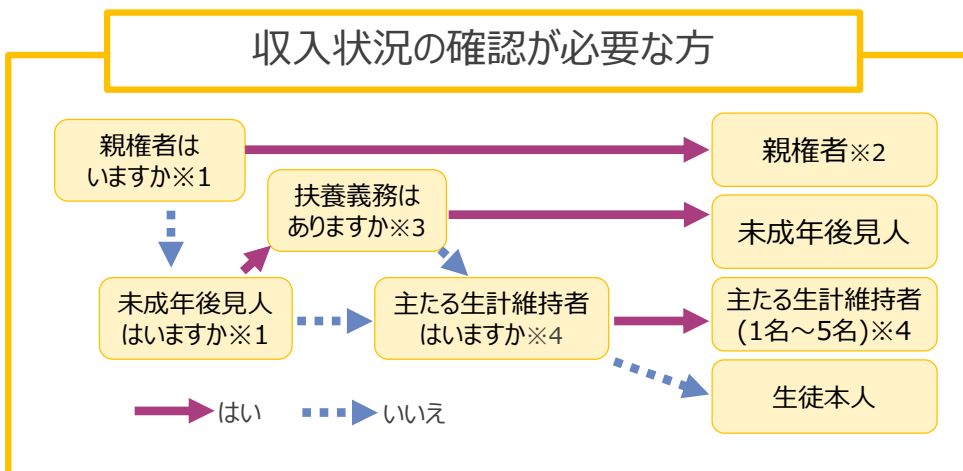 収入状況の確認が必要な方
親権者は
いますか※1
親権者※2
扶養義務は
ありますか※3
未成年後見人
未成年後見人
はいますか※1
主たる生計維持者
はいますか※4
主たる生計維持者
(1名～5名)※4
生徒本人
はい
いいえ